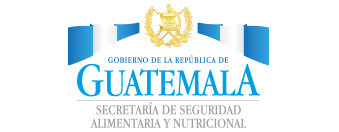 GOBIERNO DE LA REPÚBLICA DE
GUATEMALA
SECRETARÍA DE SEGURIDAD
ALIMENTARIA Y NUTRICIONAL